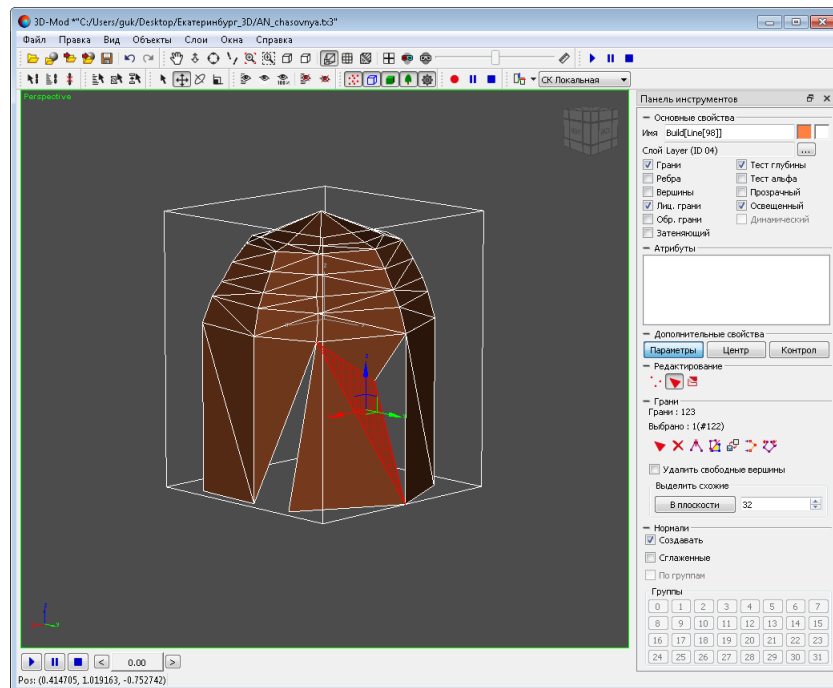 3D-Mod *"C:/Users/guk/Desktop/Екатеринбург_3D/AN_chasovnya.tx3"
Файл Правка Вид Объекты Слои Окна Справка
СК Локальная
Perspective
Панель инструментов
Основные свойства
Имя Build[Line[98]]
Слой Layer (ID 04) ...
Грани Тест глубины
Ребра Тест альфа
Вершины Прозрачный
Лиц. грани Освещенный
Обр. грани Динамический
Затеняющий
Атрибуты
Дополнительные свойства
Параметры Центр Контрол
Редактирование
Грани
Грани : 123
Выбрано : 1(#122)
Удалить свободные вершины
Выделить схожие
В плоскости 32
Нормали
Создавать
Сглаженные
По группам
Группы
0 1 2 3 4 5 6 7
8 9 10 11 12 13 14 15
16 17 18 19 20 21 22 23
24 25 26 27 28 29 30 31
< 0.00 >
Pos: (0.414705, 1.019163, -0.752742)